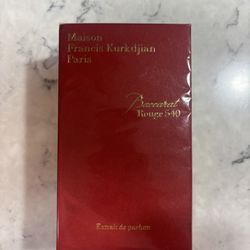 Maison
Francis Kurkdjian
Paris
Baccarat
Rouge 540
Extrait de parfum